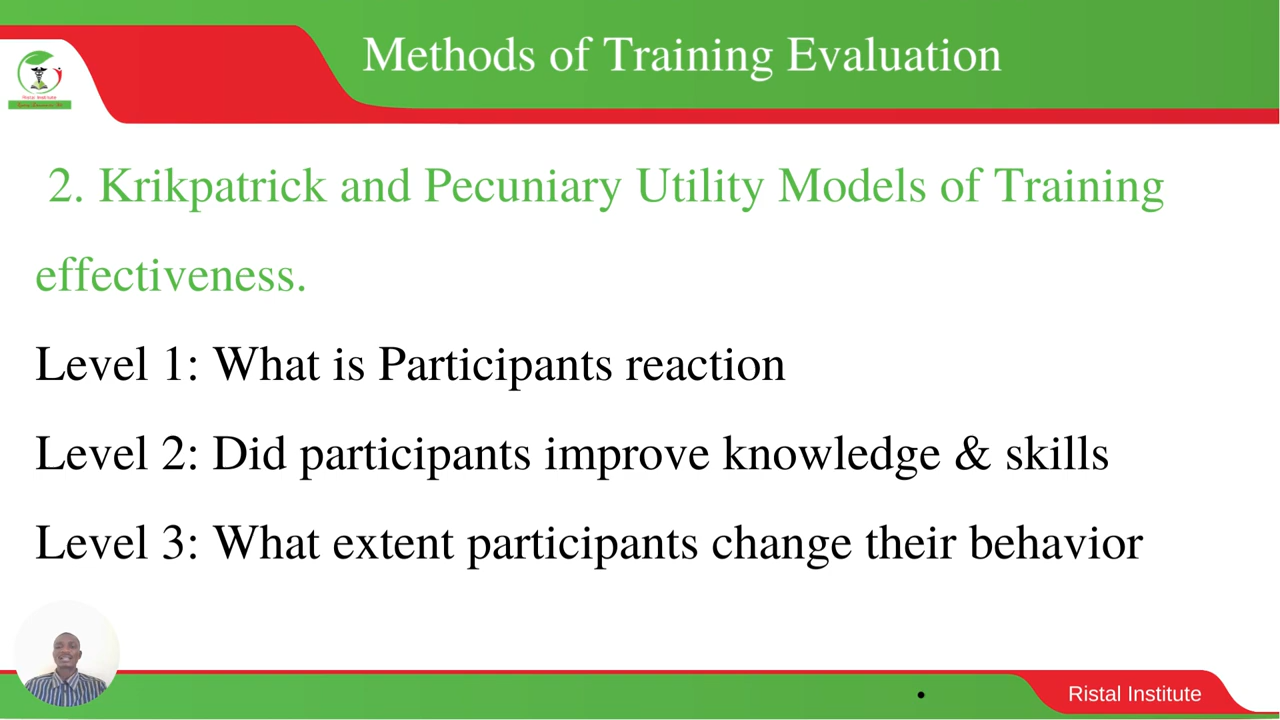 Methods of Training Evaluation
2. Krikpatrick and Pecuniary Utility Models of Training
effectiveness.
Level 1: What is Participants reaction
Level 2: Did participants improve knowledge & skills
Level 3: What extent participants change their behavior
Ristal Institute